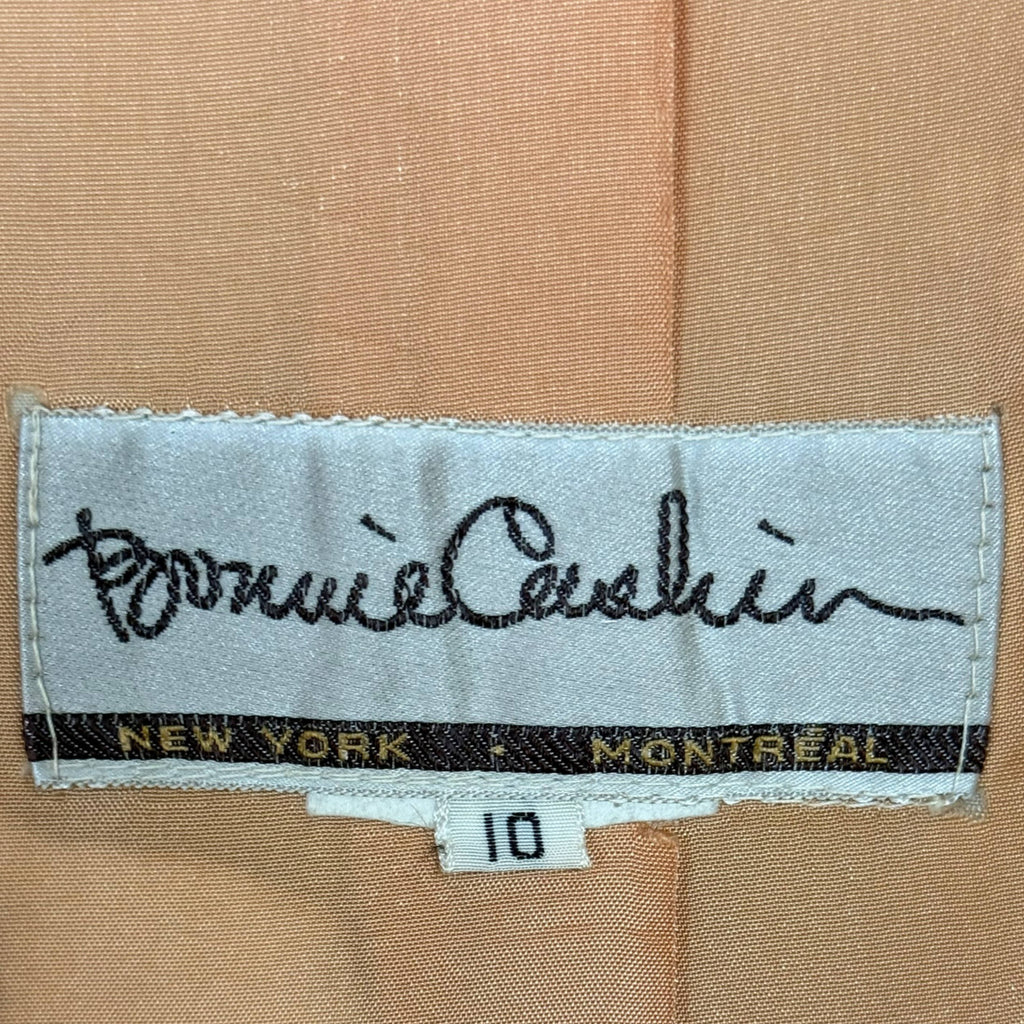 Bonnie Cashin
NEW YORK · MONTRÉAL
10